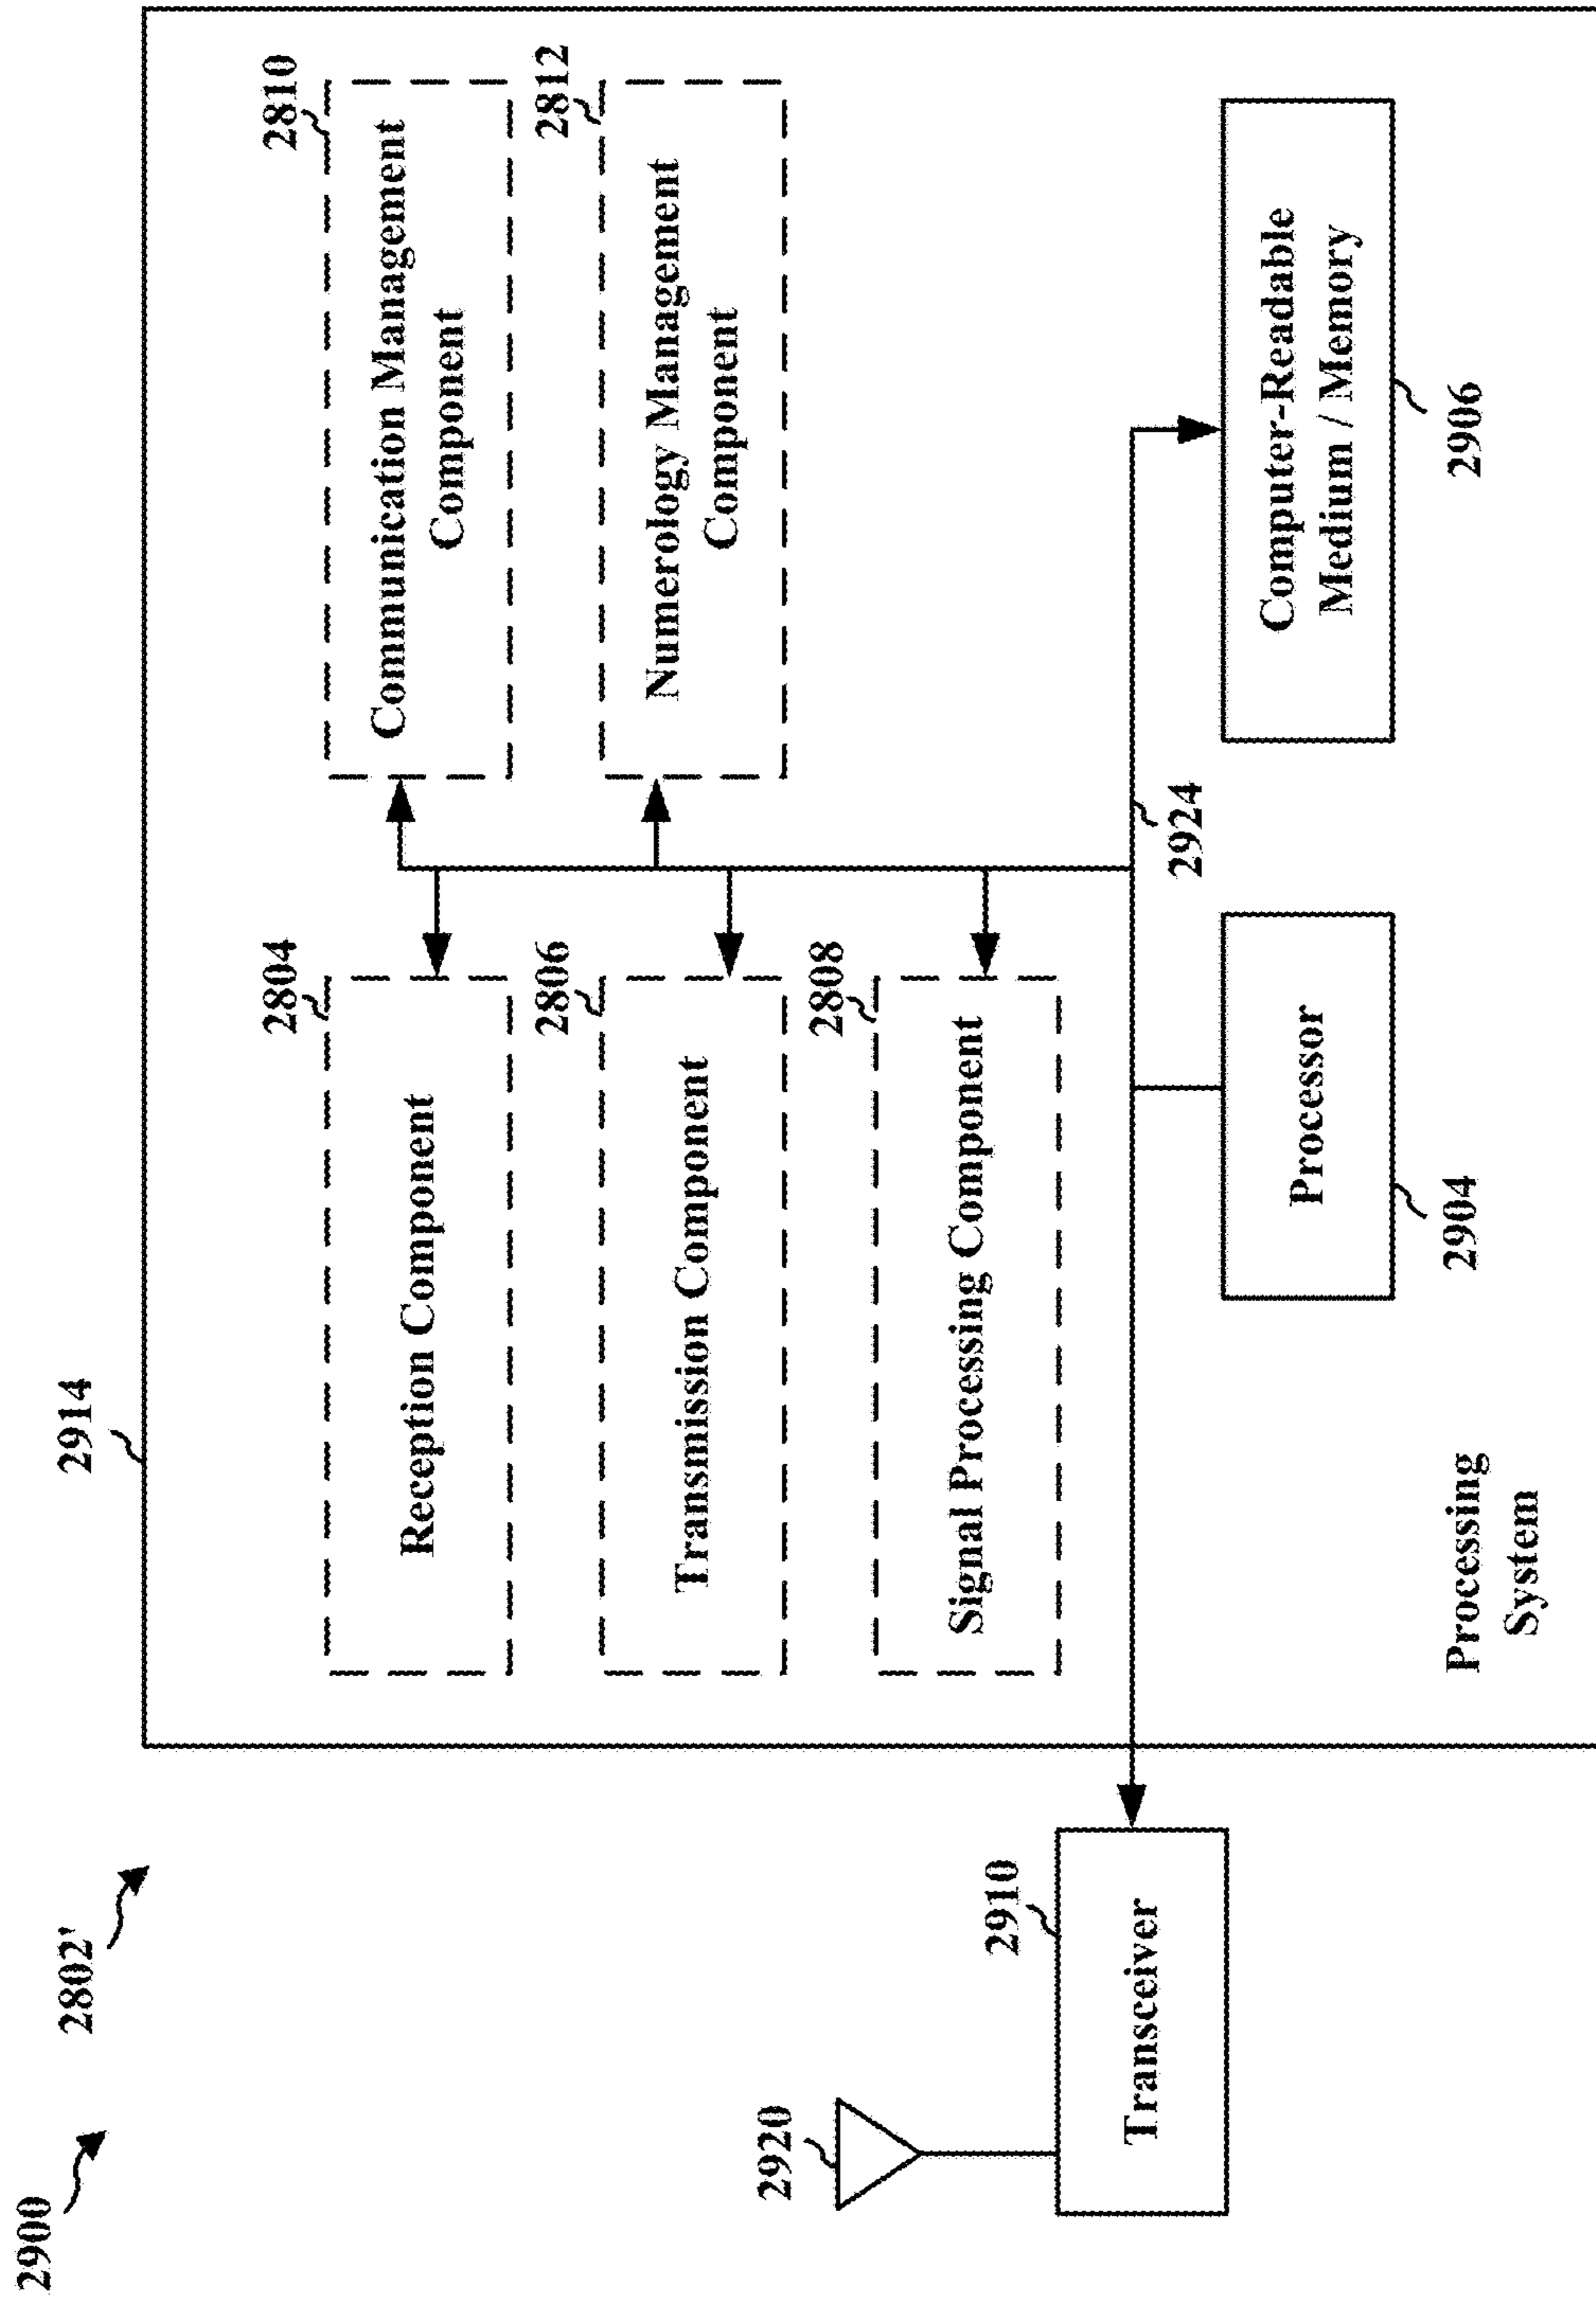 2900
2802'
2914
2804
Reception Component
2810
Communication Management
Component
2806
Transmission Component
2812
Numerology Management
Component
2808
Signal Processing Component
2920
2910
Transceiver
2924
Processor
2904
Computer-Readable
Medium / Memory
2906
Processing
System